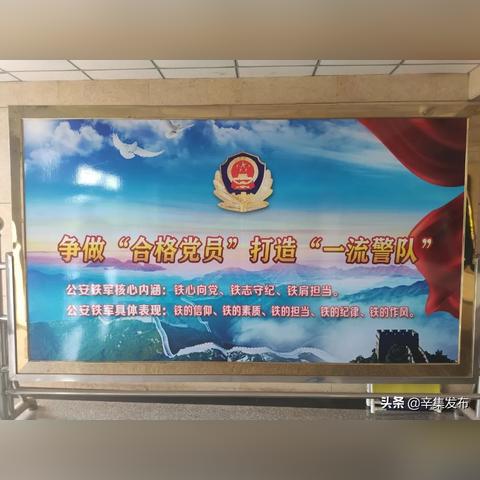 争做“合格党员”打造“一流警队”
公安铁军核心内涵：铁心向党、铁志守纪、铁肩担当。
公安铁军具体表现：铁的信仰、铁的素质、铁的担当、铁的纪律、铁的作风。
头条 @辛集发布